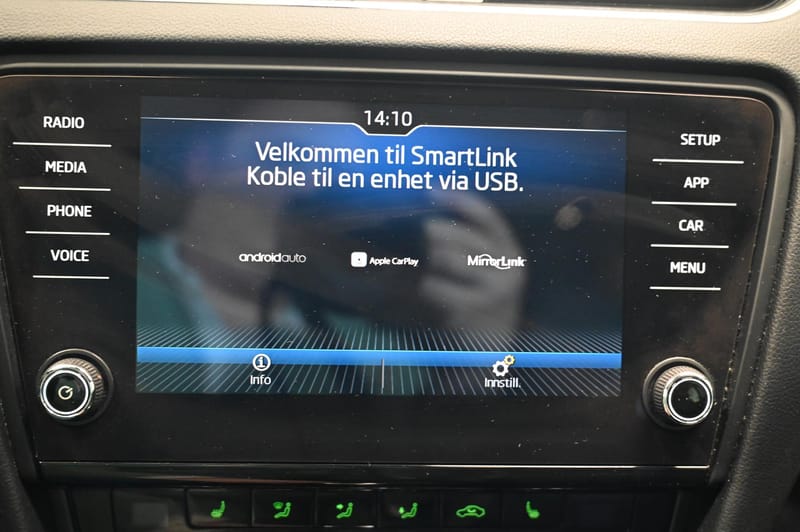 14:10
RADIO
MEDIA
PHONE
VOICE
Velkommen til SmartLink
Koble til en enhet via USB.
androidauto
Apple CarPlay
MirrorLink
Info
Innstill.
SETUP
APP
CAR
MENU